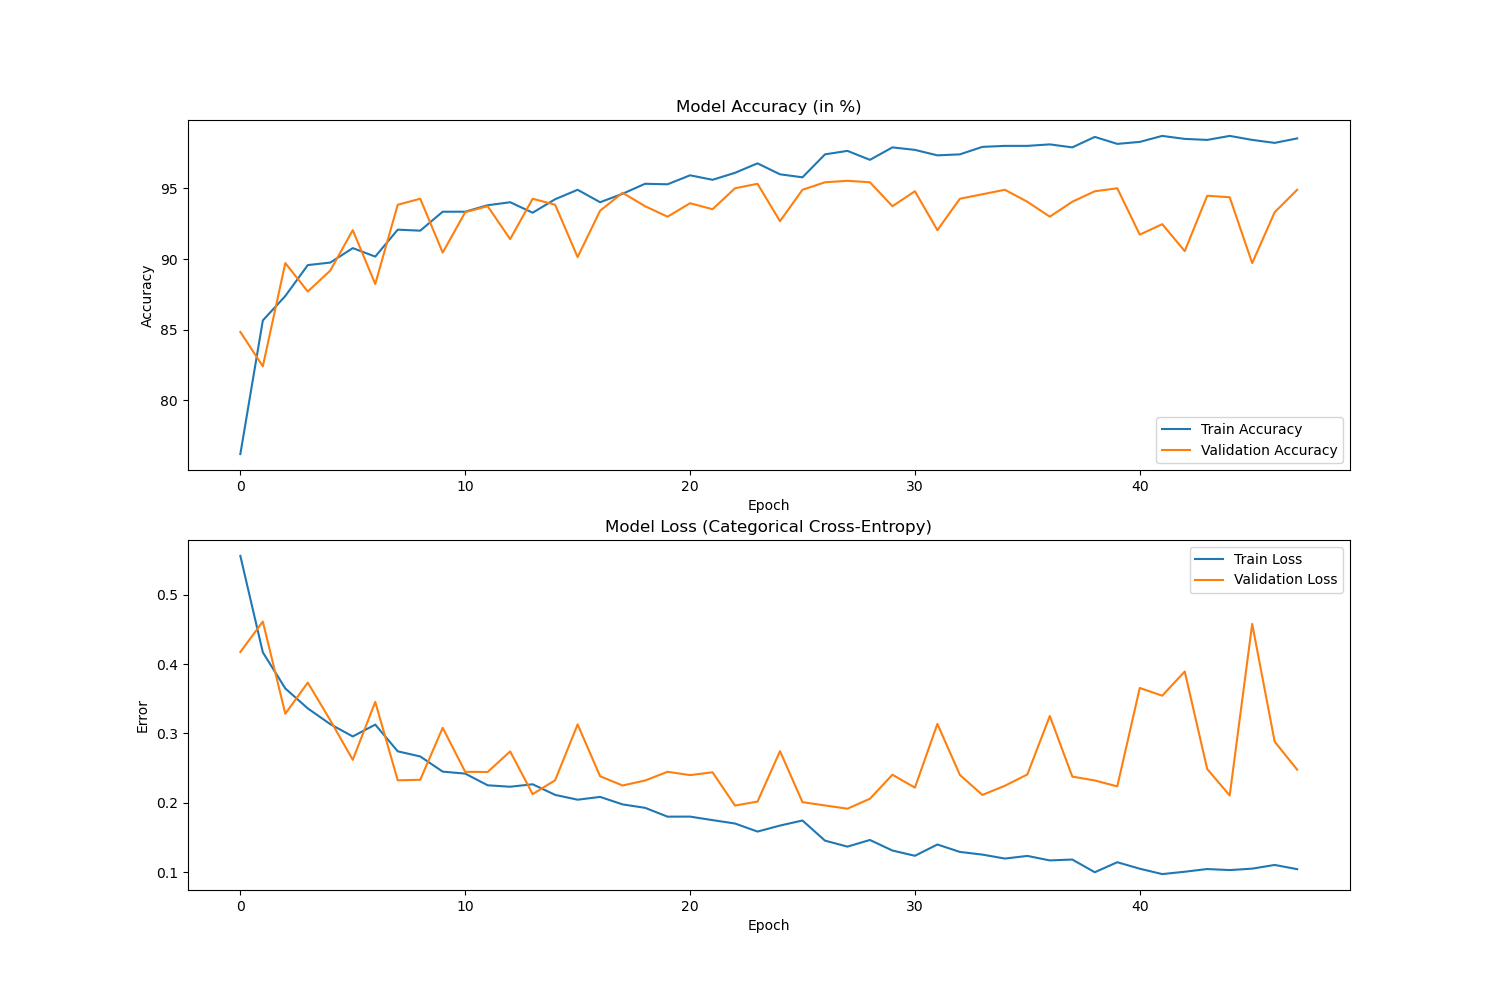 Model Accuracy (in %)
Accuracy
95
90
85
80
Train Accuracy
Validation Accuracy
0 10 20 30 40
Epoch
Model Loss (Categorical Cross-Entropy)
Error
0.5
0.4
0.3
0.2
0.1
Train Loss
Validation Loss
0 10 20 30 40
Epoch